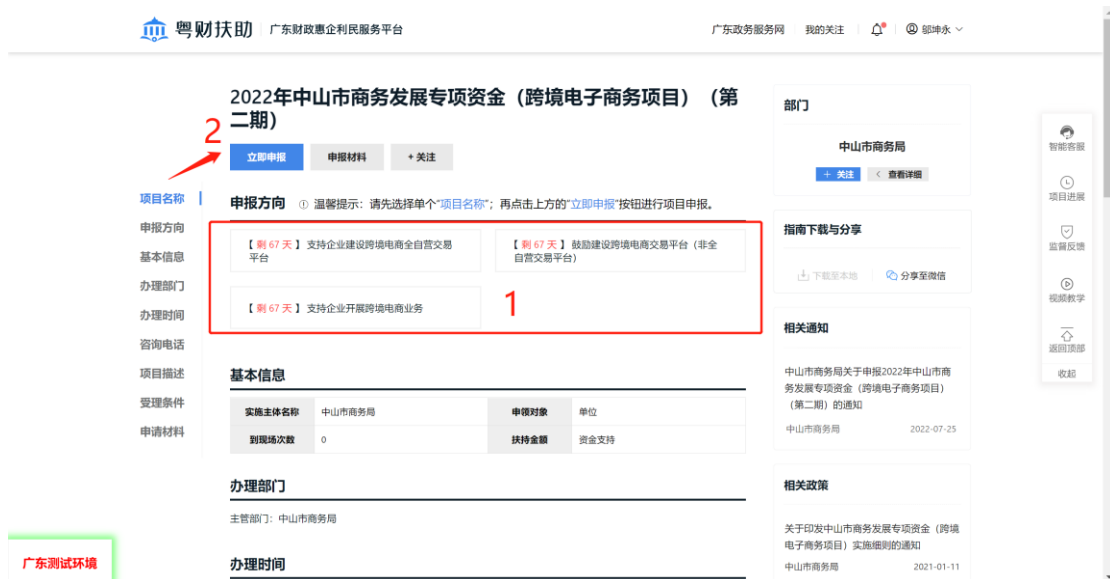 粤财扶助 广东财政惠企利民服务平台
广东政务服务网 我的关注 邬坤永
2022年中山市商务发展专项资金（跨境电子商务项目）（第
二期）
2
立即申报 申报材料 + 关注
项目名称
申报方向
基本信息
办理部门
办理时间
咨询电话
项目描述
受理条件
申请材料
申报方向 温馨提示：请先选择单个“项目名称”；再点击上方的“立即申报”按钮进行项目申报。
【 剩 67 天 】支持企业建设跨境电商全自营交易
平台
【 剩 67 天 】鼓励建设跨境电商交易平台（非全
自营交易平台）
【 剩 67 天 】支持企业开展跨境电商业务
1
基本信息
实施主体名称 中山市商务局 申领对象 单位
到现场次数 0 扶持金额 资金支持
办理部门
主管部门：中山市商务局
办理时间
部门
中山市商务局
+ 关注 < 查看详细
指南下载与分享
下载至本地 分享至微信
相关通知
中山市商务局关于申报2022年中山市商
务发展专项资金（跨境电子商务项目）
（第二期）的通知
中山市商务局 2022-07-25
相关政策
关于印发中山市商务发展专项资金（跨境
电子商务项目）实施细则的通知
中山市商务局 2021-01-11
智能客服
项目进展
监督反馈
视频教学
返回顶部
收起
广东测试环境